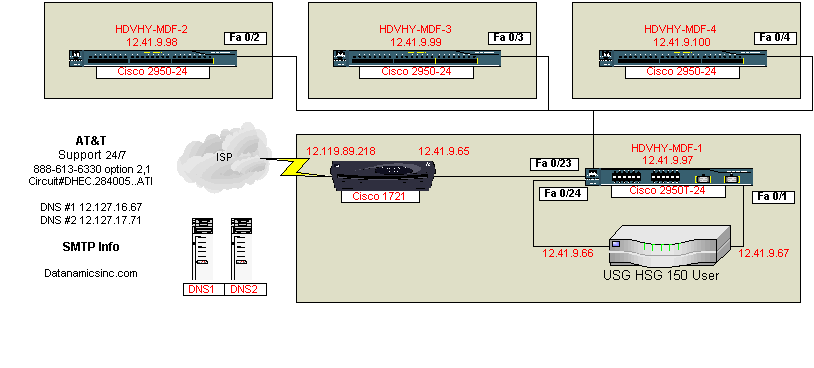 HDVHY-MDF-2
12.41.9.98
Fa 0/2
Cisco 2950-24
HDVHY-MDF-3
12.41.9.99
Fa 0/3
Cisco 2950-24
HDVHY-MDF-4
12.41.9.100
Fa 0/4
Cisco 2950-24
AT&T
Support 24/7
888-613-6330 option 2,1
Circuit#DHEC.284005..ATI
DNS #1 12.127.16.67
DNS #2 12.127.17.71
SMTP Info
Datanamicsinc.com
ISP
DNS1
DNS2
12.119.89.218
12.41.9.65
Cisco 1721
HDVHY-MDF-1
12.41.9.97
Fa 0/23
Cisco 2950T-24
Fa 0/24
Fa 0/1
12.41.9.66
12.41.9.67
USG HSG 150 User